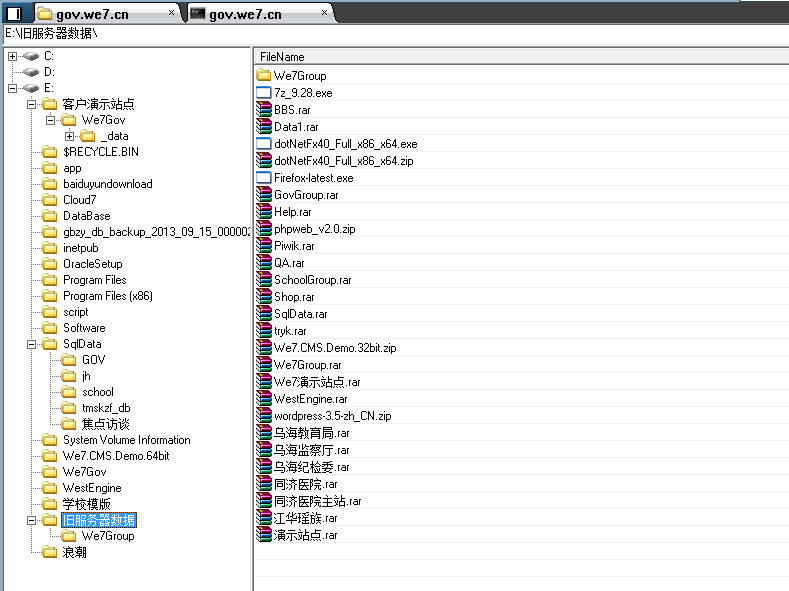 gov.we7.cn × gov.we7.cn ×
E:\旧服务器数据\
C:
D:
E:
客户演示站点
We7Gov
_data
$RECYCLE.BIN
app
baiduyundownload
Cloud7
DataBase
gbzy_db_backup_2013_09_15_000002
inetpub
OracleSetup
Program Files
Program Files (x86)
script
Software
SqlData
GOV
jh
school
tmskzf_db
焦点访谈
System Volume Information
We7.CMS.Demo.64bit
We7Gov
WestEngine
学校模版
旧服务器数据
We7Group
浪潮
FileName
We7Group
7z_9.28.exe
BBS.rar
Data1.rar
dotNetFx40_Full_x86_x64.exe
dotNetFx40_Full_x86_x64.zip
Firefox-latest.exe
GovGroup.rar
Help.rar
phpweb_v2.0.zip
Piwik.rar
QA.rar
SchoolGroup.rar
Shop.rar
SqlData.rar
tryk.rar
We7.CMS.Demo.32bit.zip
We7Group.rar
We7演示站点.rar
WestEngine.rar
wordpress-3.5-zh_CN.zip
乌海教育局.rar
乌海监察厅.rar
乌海纪检委.rar
同济医院.rar
同济医院主站.rar
江华瑶族.rar
演示站点.rar